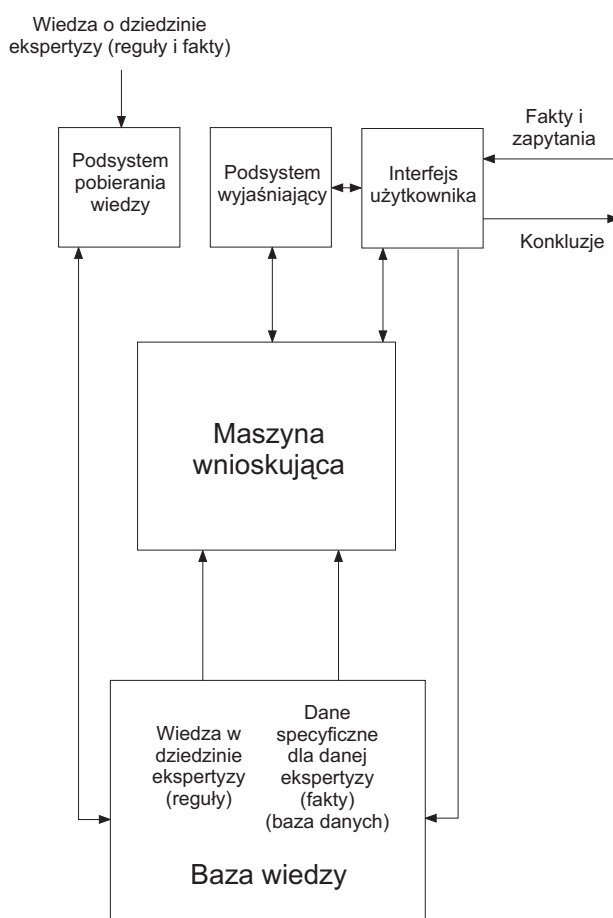 Wiedza o dziedzinie
ekspertyzy (reguły i fakty)
Podsystem
pobierania
wiedzy
Podsystem
wyjaśniający
Interfejs
użytkownika
Fakty i
zapytania
Konkluzje
Maszyna
wnioskująca
Wiedza w
dziedzinie
ekspertyzy
(reguły)
Dane
specyficzne
dla danej
ekspertyzy
(fakty)
(baza danych)
Baza wiedzy